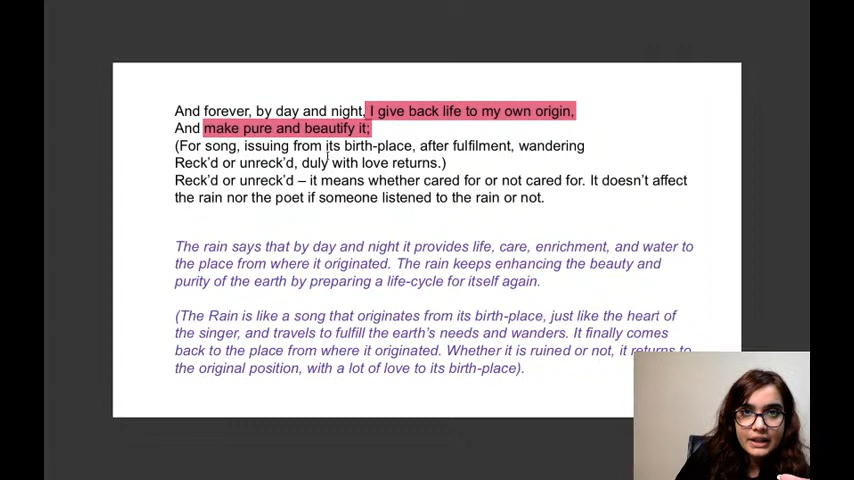 And forever, by day and night, I give back life to my own origin,
And make pure and beautify it;
(For song, issuing from its birth-place, after fulfilment, wandering
Reck'd or unreck'd, duly with love returns.)
Reck'd or unreck'd – it means whether cared for or not cared for. It doesn't affect
the rain nor the poet if someone listened to the rain or not.
The rain says that by day and night it provides life, care, enrichment, and water to
the place from where it originated. The rain keeps enhancing the beauty and
purity of the earth by preparing a life-cycle for itself again.
(The Rain is like a song that originates from its birth-place, just like the heart of
the singer, and travels to fulfill the earth's needs and wanders. It finally comes
back to the place from where it originated. Whether it is ruined or not, it returns to
the original position, with a lot of love to its birth-place).